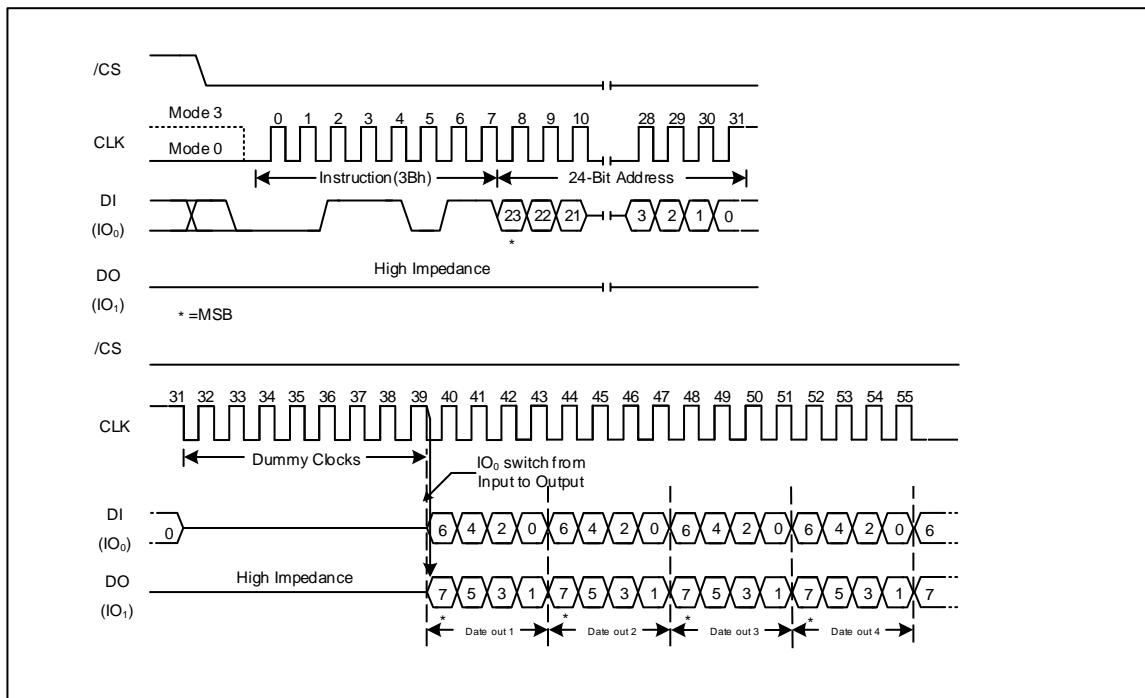 /CS
Mode 3
0 1 2 3 4 5 6 7 8 9 10 28 29 30 31
CLK
Mode 0
Instruction(3Bh) 24-Bit Address
DI
(IO₀)
23 22 21 3 2 1 0
*
High Impedance
DO
(IO₁)
* =MSB
/CS
31 32 33 34 35 36 37 38 39 40 41 42 43 44 45 46 47 48 49 50 51 52 53 54 55
CLK
Dummy Clocks
IO₀ switch from
Input to Output
DI
(IO₀)
0 6 4 2 0 6 4 2 0 6 4 2 0 6 4 2 0 6
DO
(IO₁)
High Impedance
7 5 3 1 7 5 3 1 7 5 3 1 7 5 3 1 7
* * * *
Date out 1 Date out 2 Date out 3 Date out 4